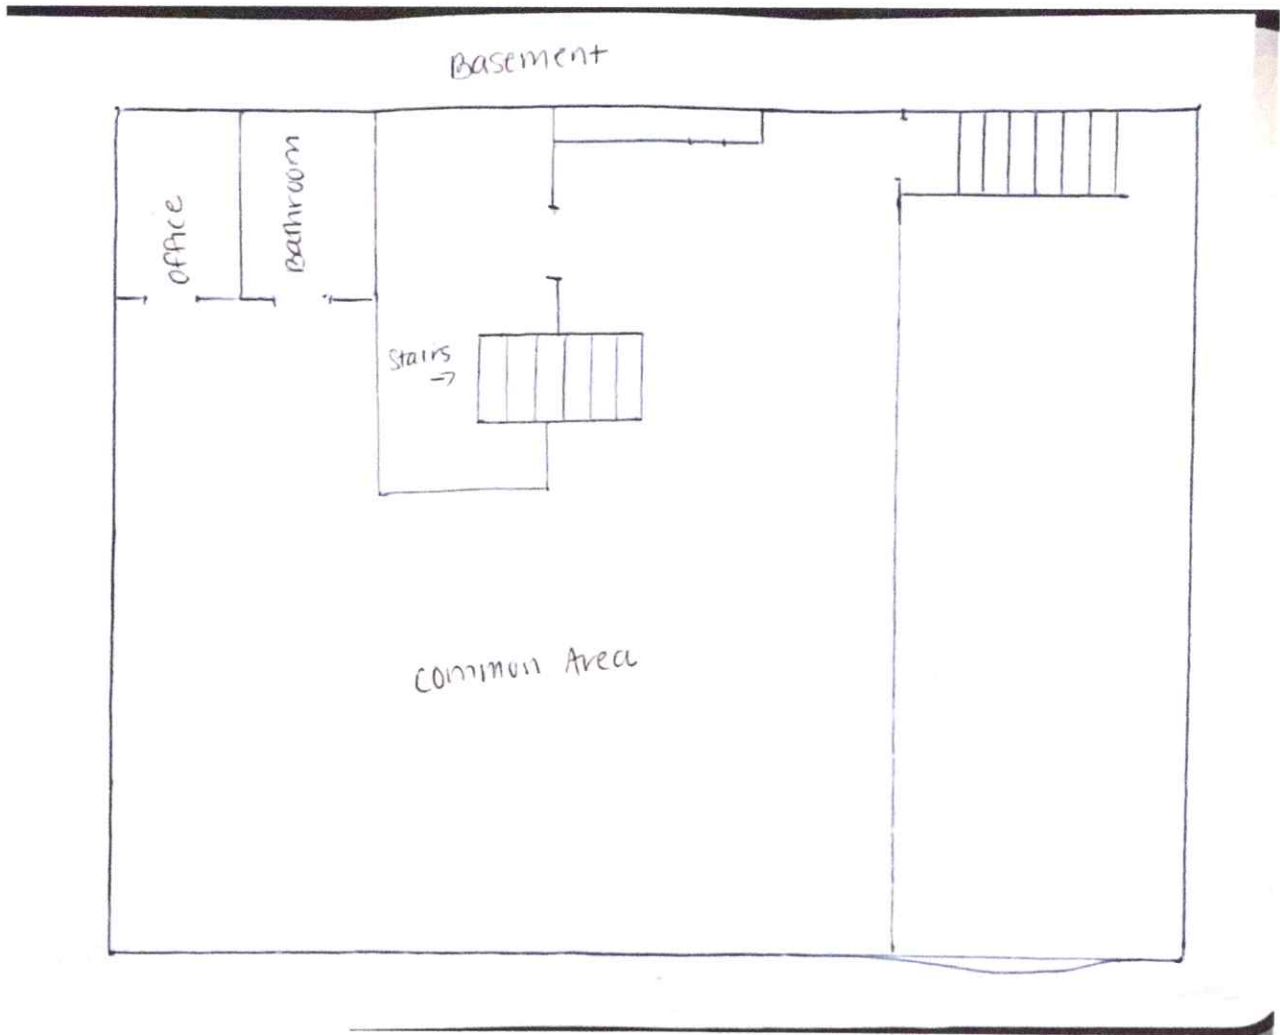 Basement
Office
Bathroom
Stairs
→
Common Area